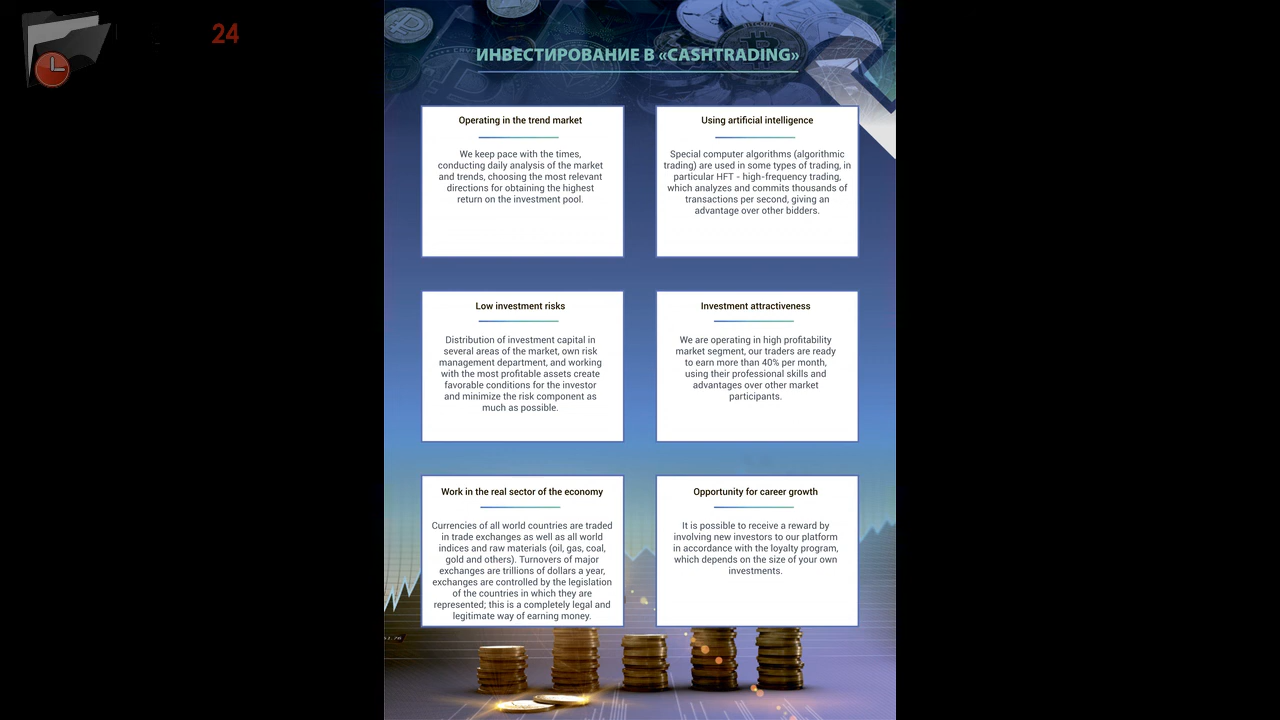 24
ИНВЕСТИРОВАНИЕ В «CASHTRADING»
Operating in the trend market
We keep pace with the times,
conducting daily analysis of the market
and trends, choosing the most relevant
directions for obtaining the highest
return on the investment pool.
Using artificial intelligence
Special computer algorithms (algorithmic
trading) are used in some types of trading, in
particular HFT - high-frequency trading,
which analyzes and commits thousands of
transactions per second, giving an
advantage over other bidders.
Low investment risks
Distribution of investment capital in
several areas of the market, own risk
management department, and working
with the most profitable assets create
favorable conditions for the investor
and minimize the risk component as
much as possible.
Investment attractiveness
We are operating in high profitability
market segment, our traders are ready
to earn more than 40% per month,
using their professional skills and
advantages over other market
participants.
Work in the real sector of the economy
Currencies of all world countries are traded
in trade exchanges as well as all world
indices and raw materials (oil, gas, coal,
gold and others). Turnovers of major
exchanges are trillions of dollars a year,
exchanges are controlled by the legislation
of the countries in which they are
represented; this is a completely legal and
legitimate way of earning money.
Opportunity for career growth
It is possible to receive a reward by
involving new investors to our platform
in accordance with the loyalty program,
which depends on the size of your own
investments.